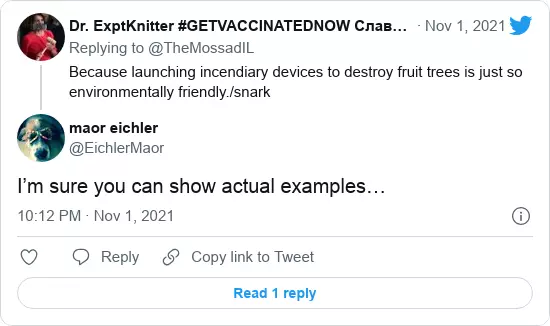 Dr. ExptKnitter #GETVACCINATEDNOW Слав… · Nov 1, 2021
Replying to @TheMossadIL
Because launching incendiary devices to destroy fruit trees is just so
environmentally friendly./snark
maor eichler
@EichlerMaor
I’m sure you can show actual examples…
10:12 PM · Nov 1, 2021
Reply
Copy link to Tweet
Read 1 reply